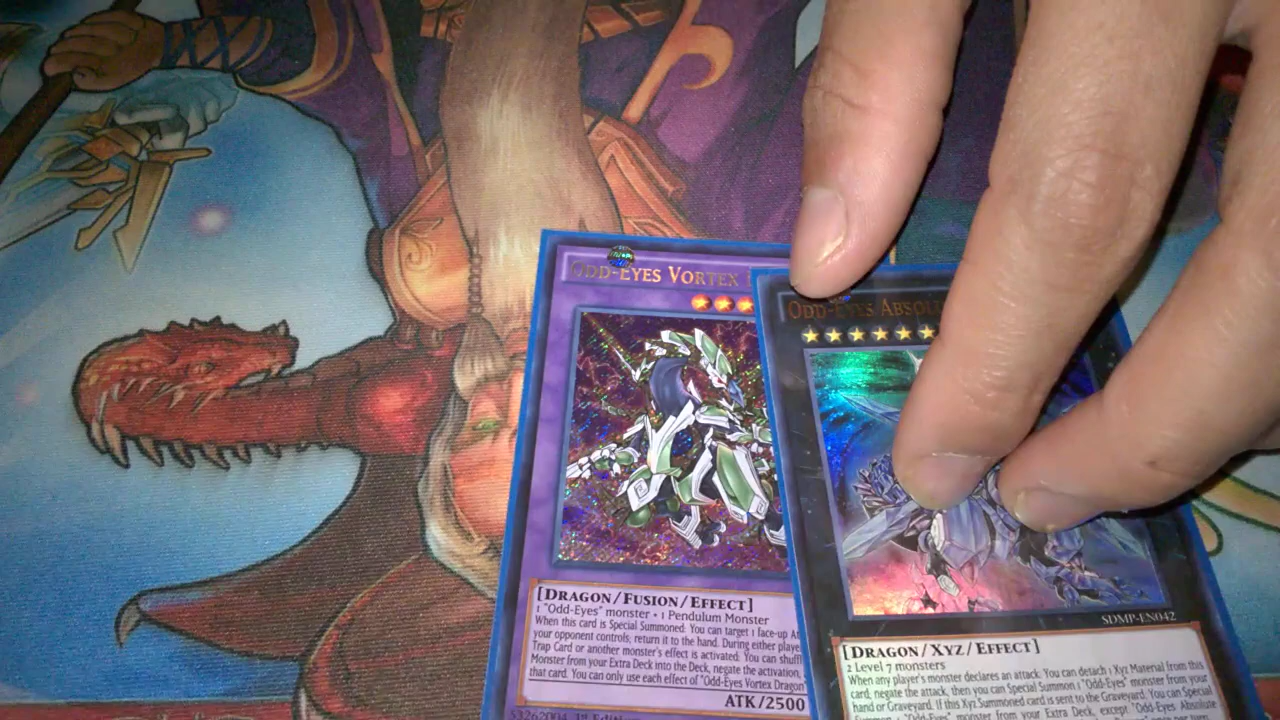 ODD-EYES VORTEX
[DRAGON/FUSION/EFFECT]
1 "Odd-Eyes" monster + 1 Pendulum Monster
When this card is Special Summoned: You can target 1 face-up
your opponent controls; return it to the hand. During either
Trap Card or another monster's effect is activated: You can
Monster from your Extra Deck into the Deck, negate the activation,
that card. You can only use each effect of "Odd-Eyes Vortex Dragon
ATK/2500
53262004 1st
ODD-EYES
SDMP-EN042
[DRAGON/XYZ/EFFECT]
2 Level 7 monsters
When any player's monster declares an attack: You can detach 1 Xyz Material from this
card; negate the attack, then you can Special Summon 1 "Odd-Eyes" monster from your
hand or Graveyard. If this Xyz Summoned card is sent to the Graveyard: You can Special
Summon 1 "Odd-Eyes" monster from your Extra Deck, except "Odd-Eyes Absolute